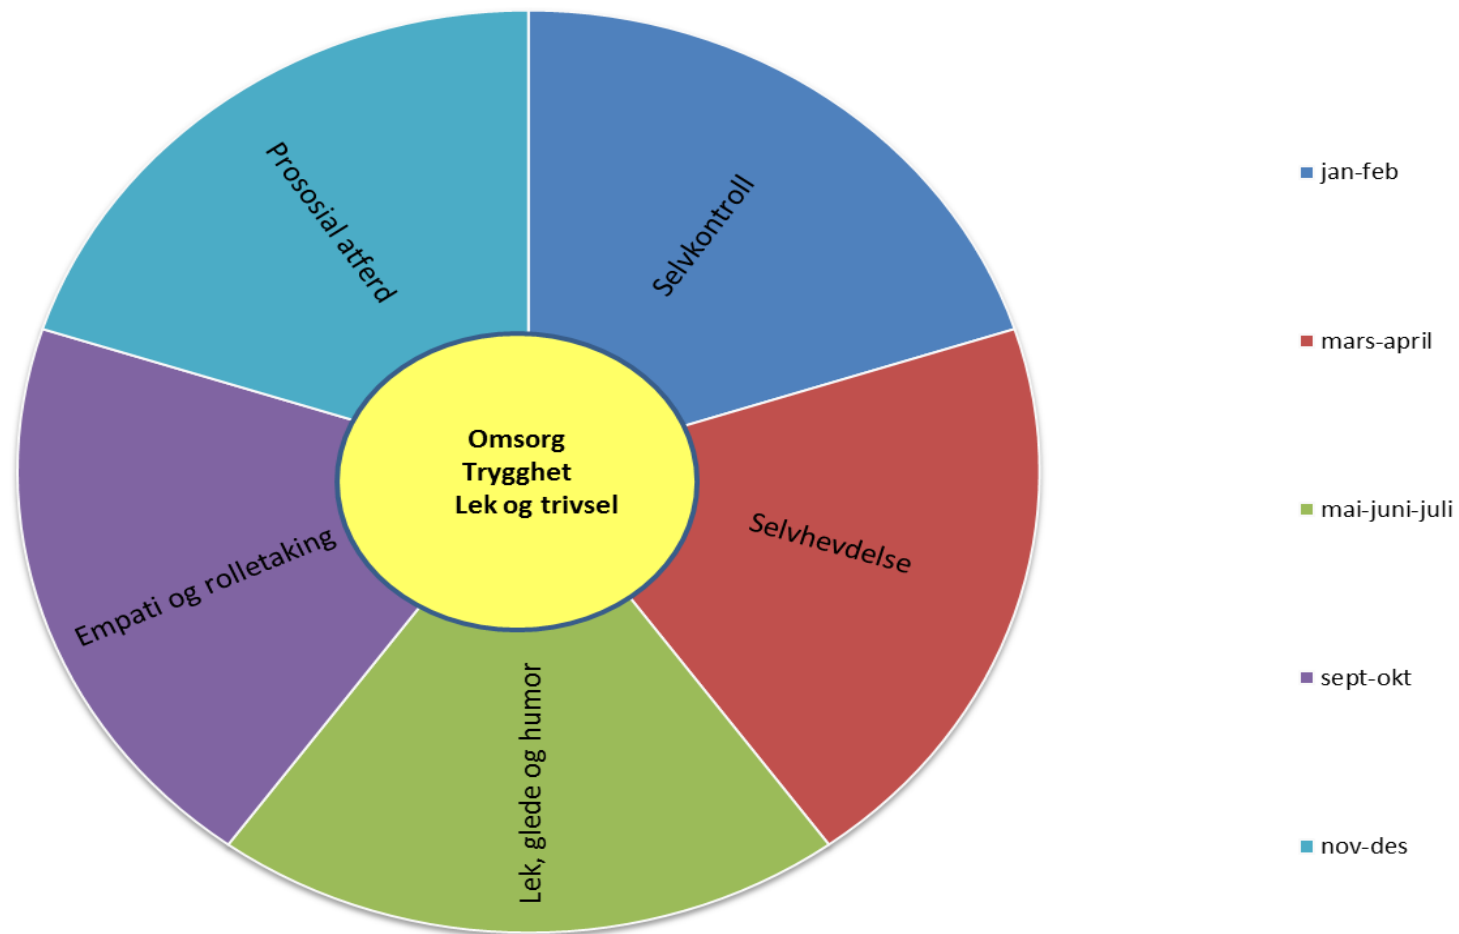 Prososial atferd
Selvkontroll
Omsorg
Trygghet
Lek og trivsel
Selvhevdelse
Empati og rolletaking
Lek, glede og humor
jan-feb
mars-april
mai-juni-juli
sept-okt
nov-des